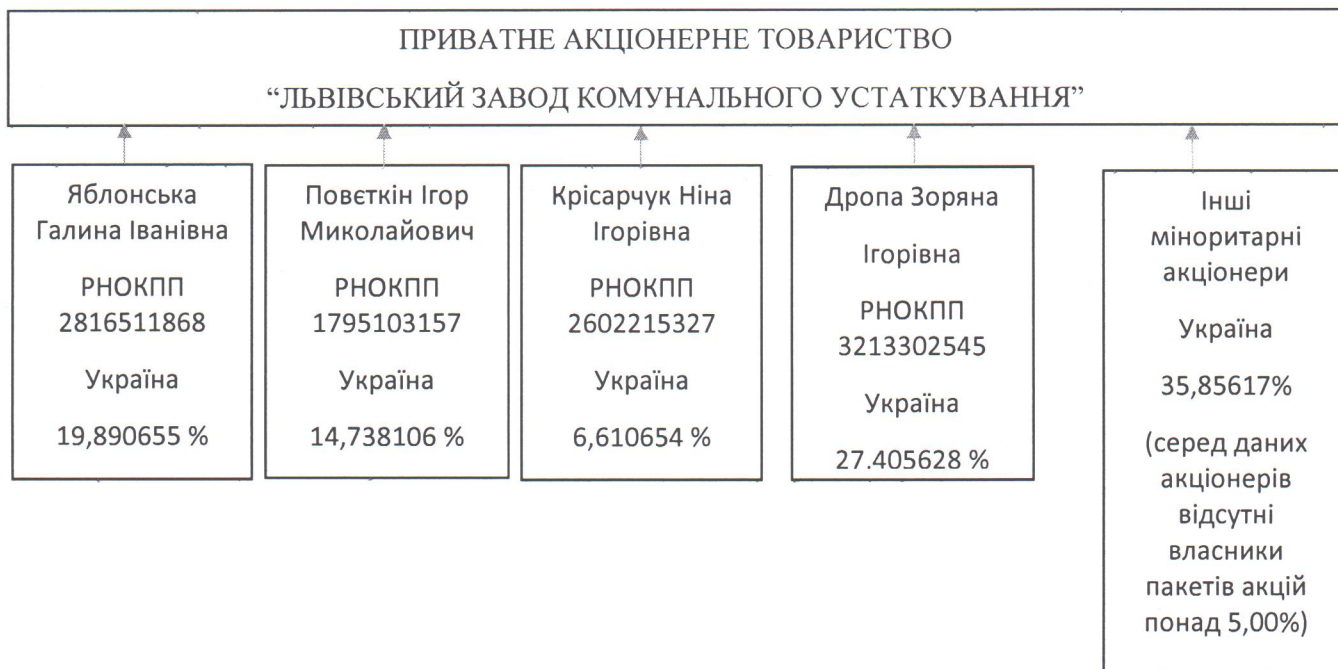 ПРИВАТНЕ АКЦІОНЕРНЕ ТОВАРИСТВО
“ЛЬВІВСЬКИЙ ЗАВОД КОМУНАЛЬНОГО УСТАТКУВАННЯ”
Яблонська
Галина Іванівна
РНОКПП
2816511868
Україна
19,890655 %
Повєткін Ігор
Миколайович
РНОКПП
1795103157
Україна
14,738106 %
Крісарчук Ніна
Ігорівна
РНОКПП
2602215327
Україна
6,610654 %
Дропа Зоряна
Ігорівна
РНОКПП
3213302545
Україна
27.405628 %
Інші
міноритарні
акціонери
Україна
35,85617%
(серед даних
акціонерів
відсутні
власники
пакетів акцій
понад 5,00%)